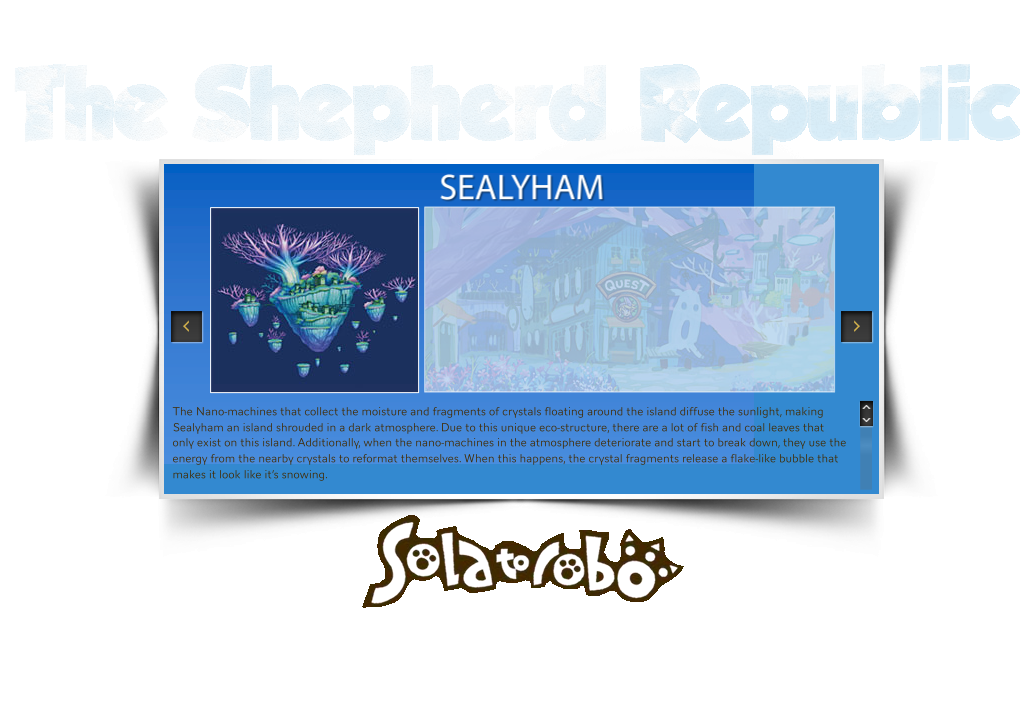 The Shepherd Republic
SEALYHAM
QUEST
The Nano-machines that collect the moisture and fragments of crystals floating around the island diffuse the sunlight, making
Sealyham an island shrouded in a dark atmosphere. Due to this unique eco-structure, there are a lot of fish and coal leaves that
only exist on this island. Additionally, when the nano-machines in the atmosphere deteriorate and start to break down, they use the
energy from the nearby crystals to reformat themselves. When this happens, the crystal fragments release a flake-like bubble that
makes it look like it's snowing.
Solatorobo